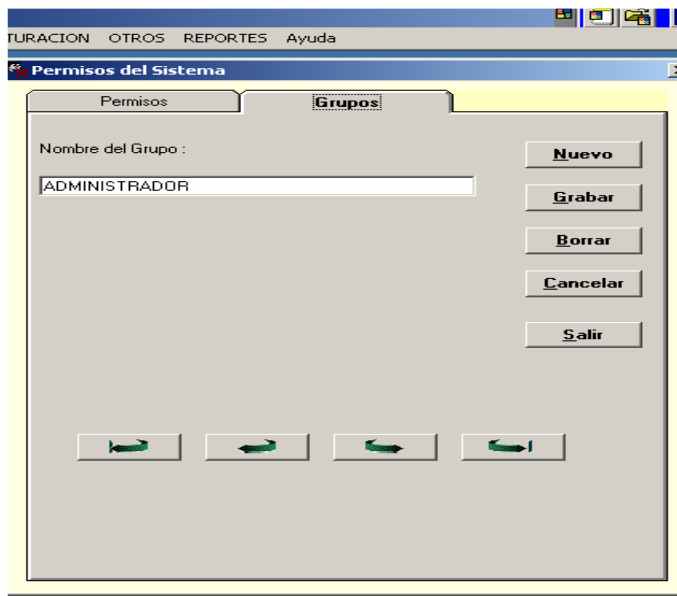 TURACION OTROS REPORTES Ayuda
Permisos del Sistema
Permisos Grupos
Nombre del Grupo :
Nuevo
ADMINISTRADOR
Grabar
Borrar
Cancelar
Salir